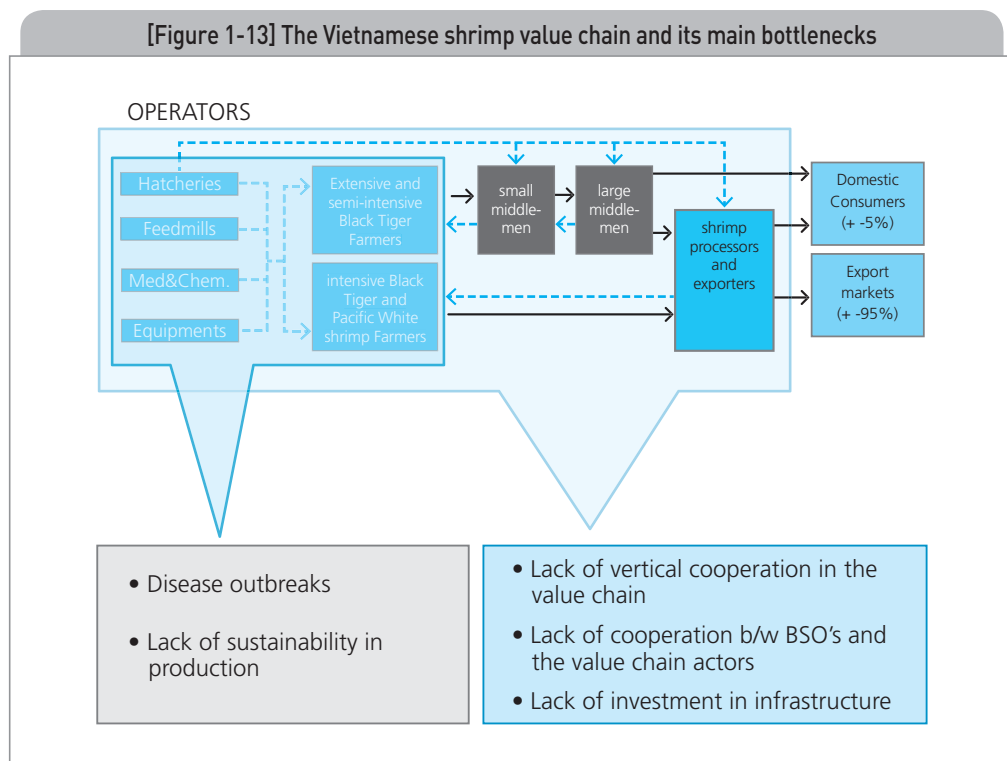 [Figure 1-13] The Vietnamese shrimp value chain and its main bottlenecks
OPERATORS
Hatcheries
Feedmills
Med&Chem.
Equipments
Extensive and
semi-intensive
Black Tiger
Farmers
intensive Black
Tiger and
Pacific White
shrimp Farmers
small
middle-
men
large
middle-
men
shrimp
processors
and
exporters
Domestic
Consumers
(+ -5%)
Export
markets
(+ -95%)
• Disease outbreaks
• Lack of sustainability in
production
• Lack of vertical cooperation in the
value chain
• Lack of cooperation b/w BSO's and
the value chain actors
• Lack of investment in infrastructure